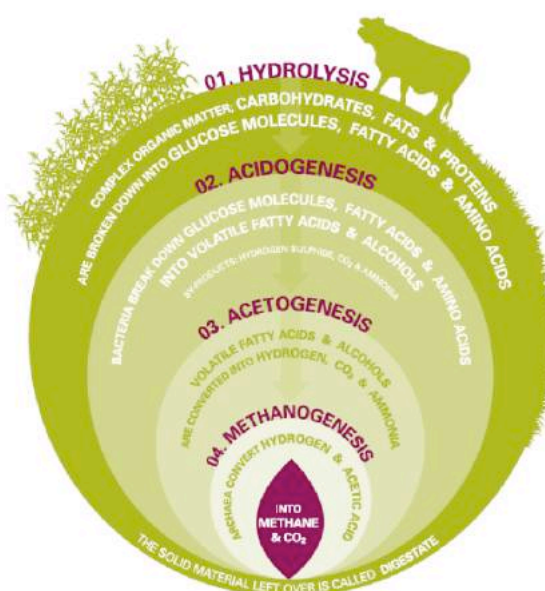 01. HYDROLYSIS
COMPLEX ORGANIC MATTER, CARBOHYDRATES, FATS & PROTEINS
ARE BROKEN DOWN INTO GLUCOSE MOLECULES, FATTY ACIDS & AMINO ACIDS
02. ACIDOGENESIS
BACTERIA BREAK DOWN GLUCOSE MOLECULES, FATTY ACIDS & AMINO ACIDS
INTO VOLATILE FATTY ACIDS & ALCOHOLS
BY-PRODUCTS: HYDROGEN SULPHIDE, CO₂ & AMMONIA
03. ACETOGENESIS
VOLATILE FATTY ACIDS & ALCOHOLS
ARE CONVERTED INTO HYDROGEN, CO₂ & AMMONIA
04. METHANOGENESIS
ARCHAEA CONVERT HYDROGEN & ACETIC ACID
INTO
METHANE
& CO₂
THE SOLID MATERIAL LEFT OVER IS CALLED DIGESTATE